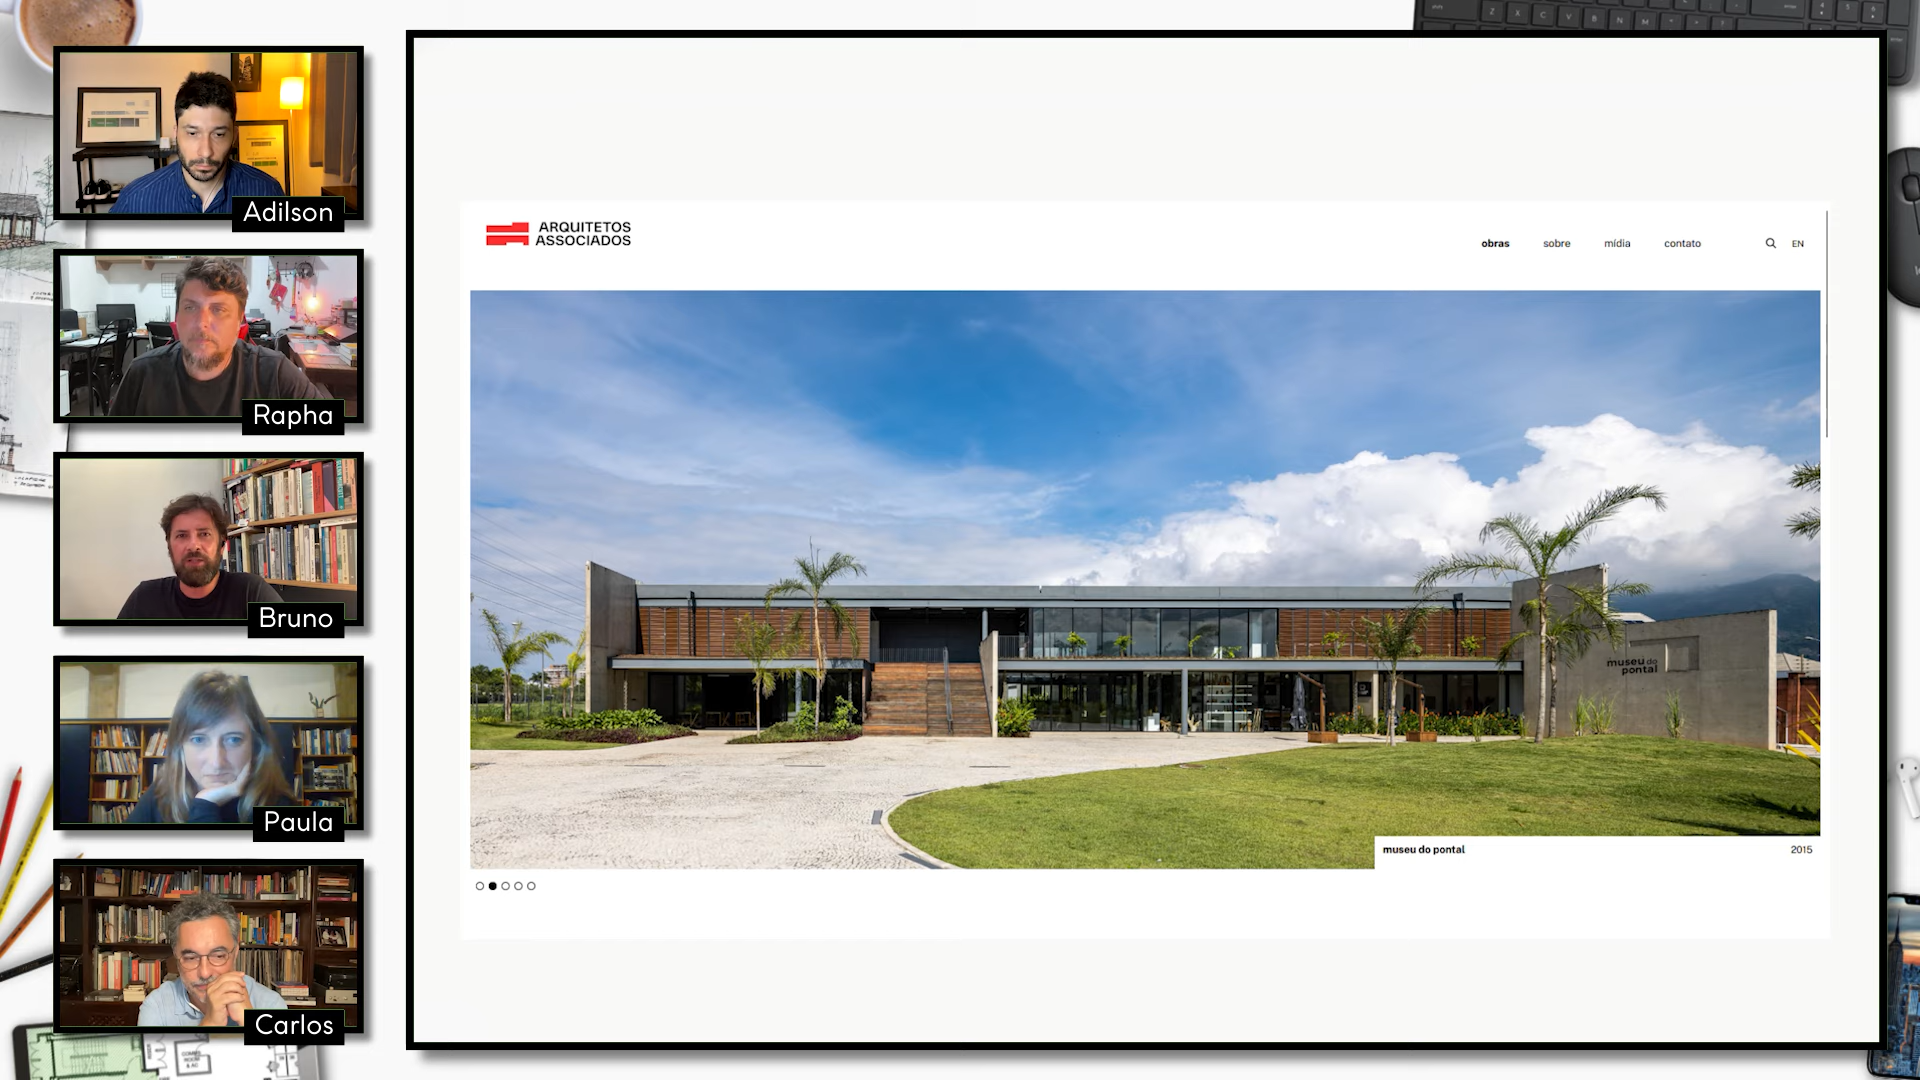 Adilson
Rapha
Bruno
Paula
Carlos
ARQUITETOS
ASSOCIADOS
obras
sobre
mídia
contato
EN
museu do
pontal
museu do pontal
2015